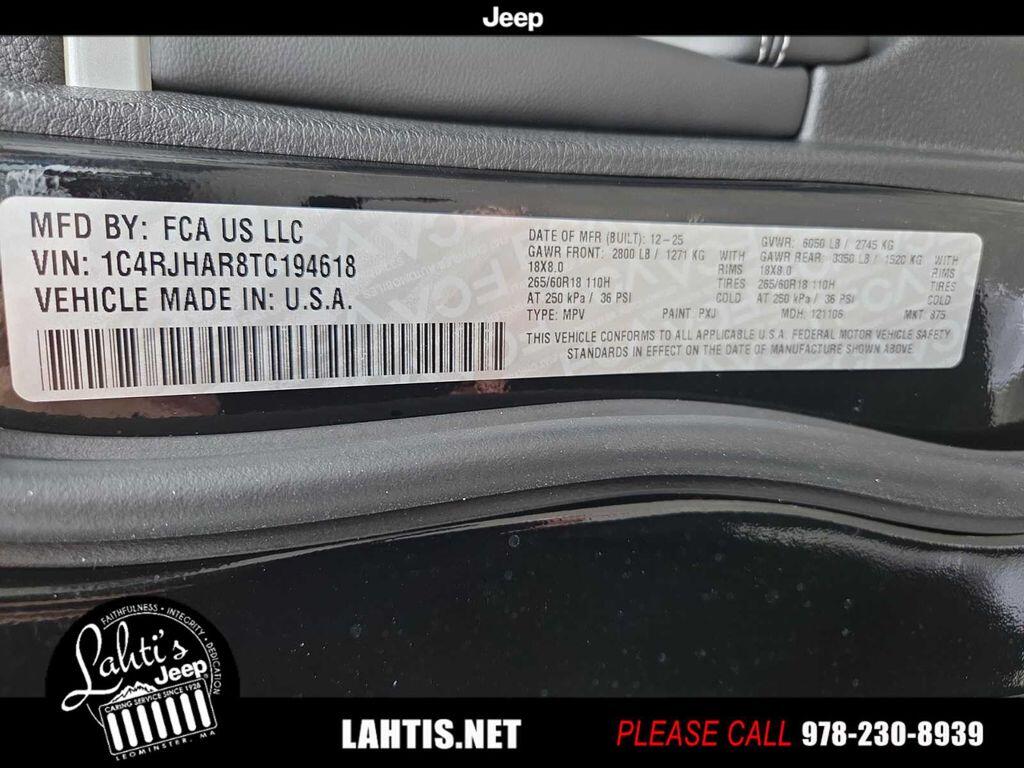 Jeep
MFD BY: FCA US LLC
VIN: 1C4RJHAR8TC194618
VEHICLE MADE IN: U.S.A.
DATE OF MFR (BUILT): 12-25
GVWR: 6050 LB / 2745 KG
GAWR FRONT: 2800 LB / 1271 KG WITH
18X8.0 RIMS
265/60R18 110H TIRES
AT 250 kPa / 36 PSI COLD
GAWR REAR: 3350 LB / 1520 KG WITH
18X8.0 RIMS
265/60R18 110H TIRES
AT 250 kPa / 36 PSI COLD
TYPE: MPV PAINT: PXJ MDH: 121106 MKT: 875
THIS VEHICLE CONFORMS TO ALL APPLICABLE U.S.A. FEDERAL MOTOR VEHICLE SAFETY
STANDARDS IN EFFECT ON THE DATE OF MANUFACTURE SHOWN ABOVE.
FAITHFULNESS · INTEGRITY · DEDICATION
Lahti's
Jeep
CARING SERVICE SINCE 1926
LEOMINSTER, MA
LAHTIS.NET
PLEASE CALL 978-230-8939